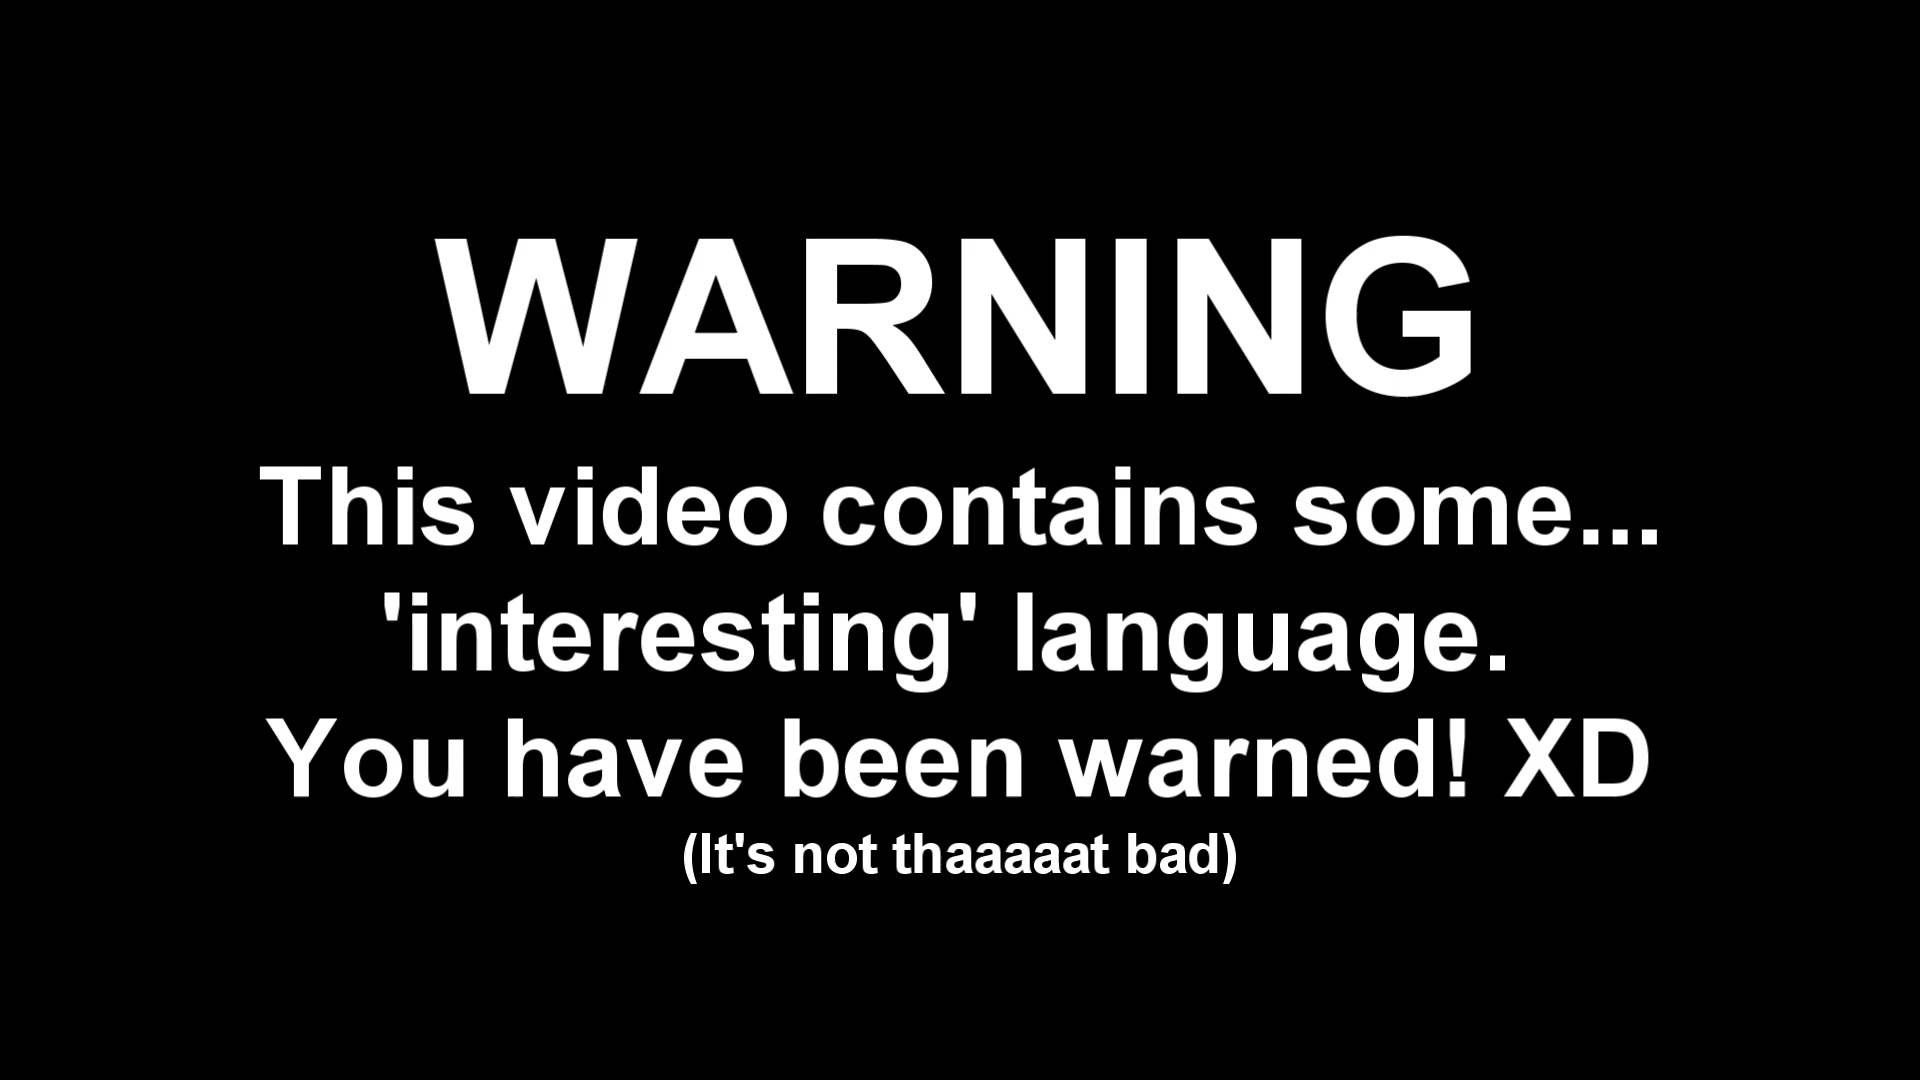 WARNING
This video contains some...
'interesting' language.
You have been warned! XD
(It's not thaaaaat bad)